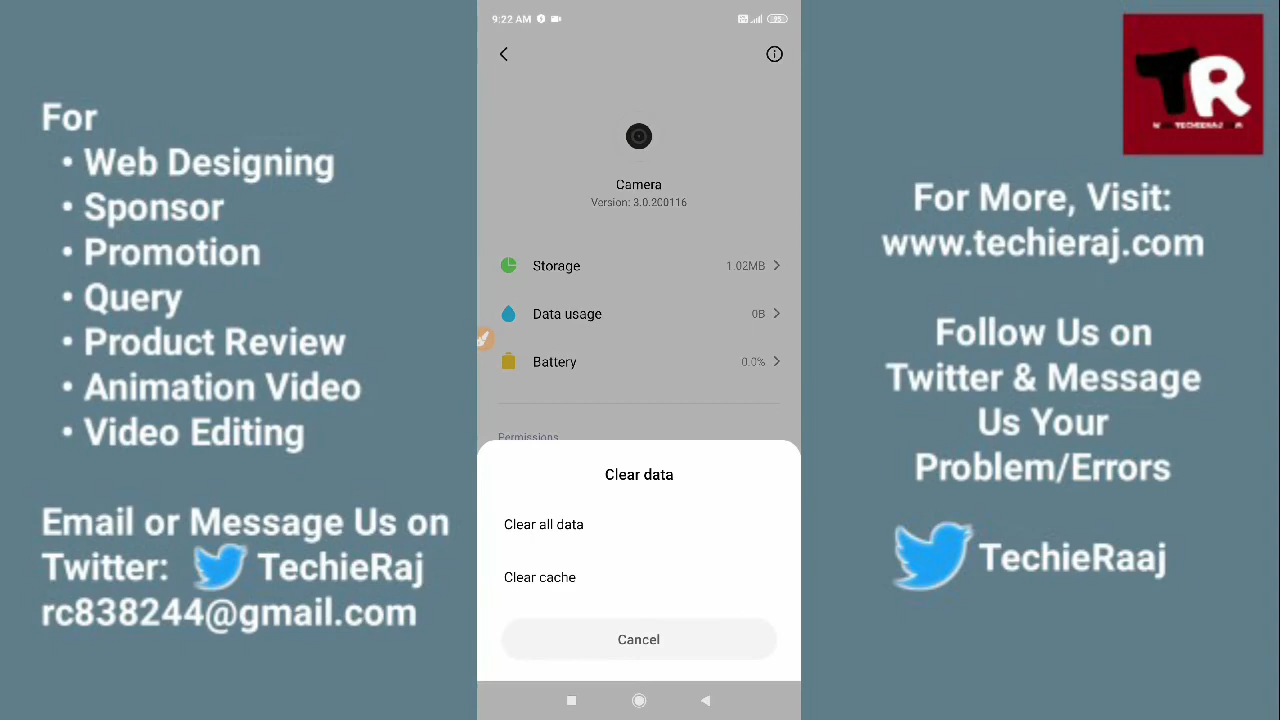 For
• Web Designing
• Sponsor
• Promotion
• Query
• Product Review
• Animation Video
• Video Editing
Email or Message Us on
Twitter: TechieRaj
rc838244@gmail.com
9:22 AM
Camera
Version: 3.0.200116
Storage 1.02MB
Data usage 0B
Battery 0.0%
Permissions
Clear data
Clear all data
Clear cache
Cancel
TR
For More, Visit:
www.techieraj.com
Follow Us on
Twitter & Message
Us Your
Problem/Errors
TechieRaaj